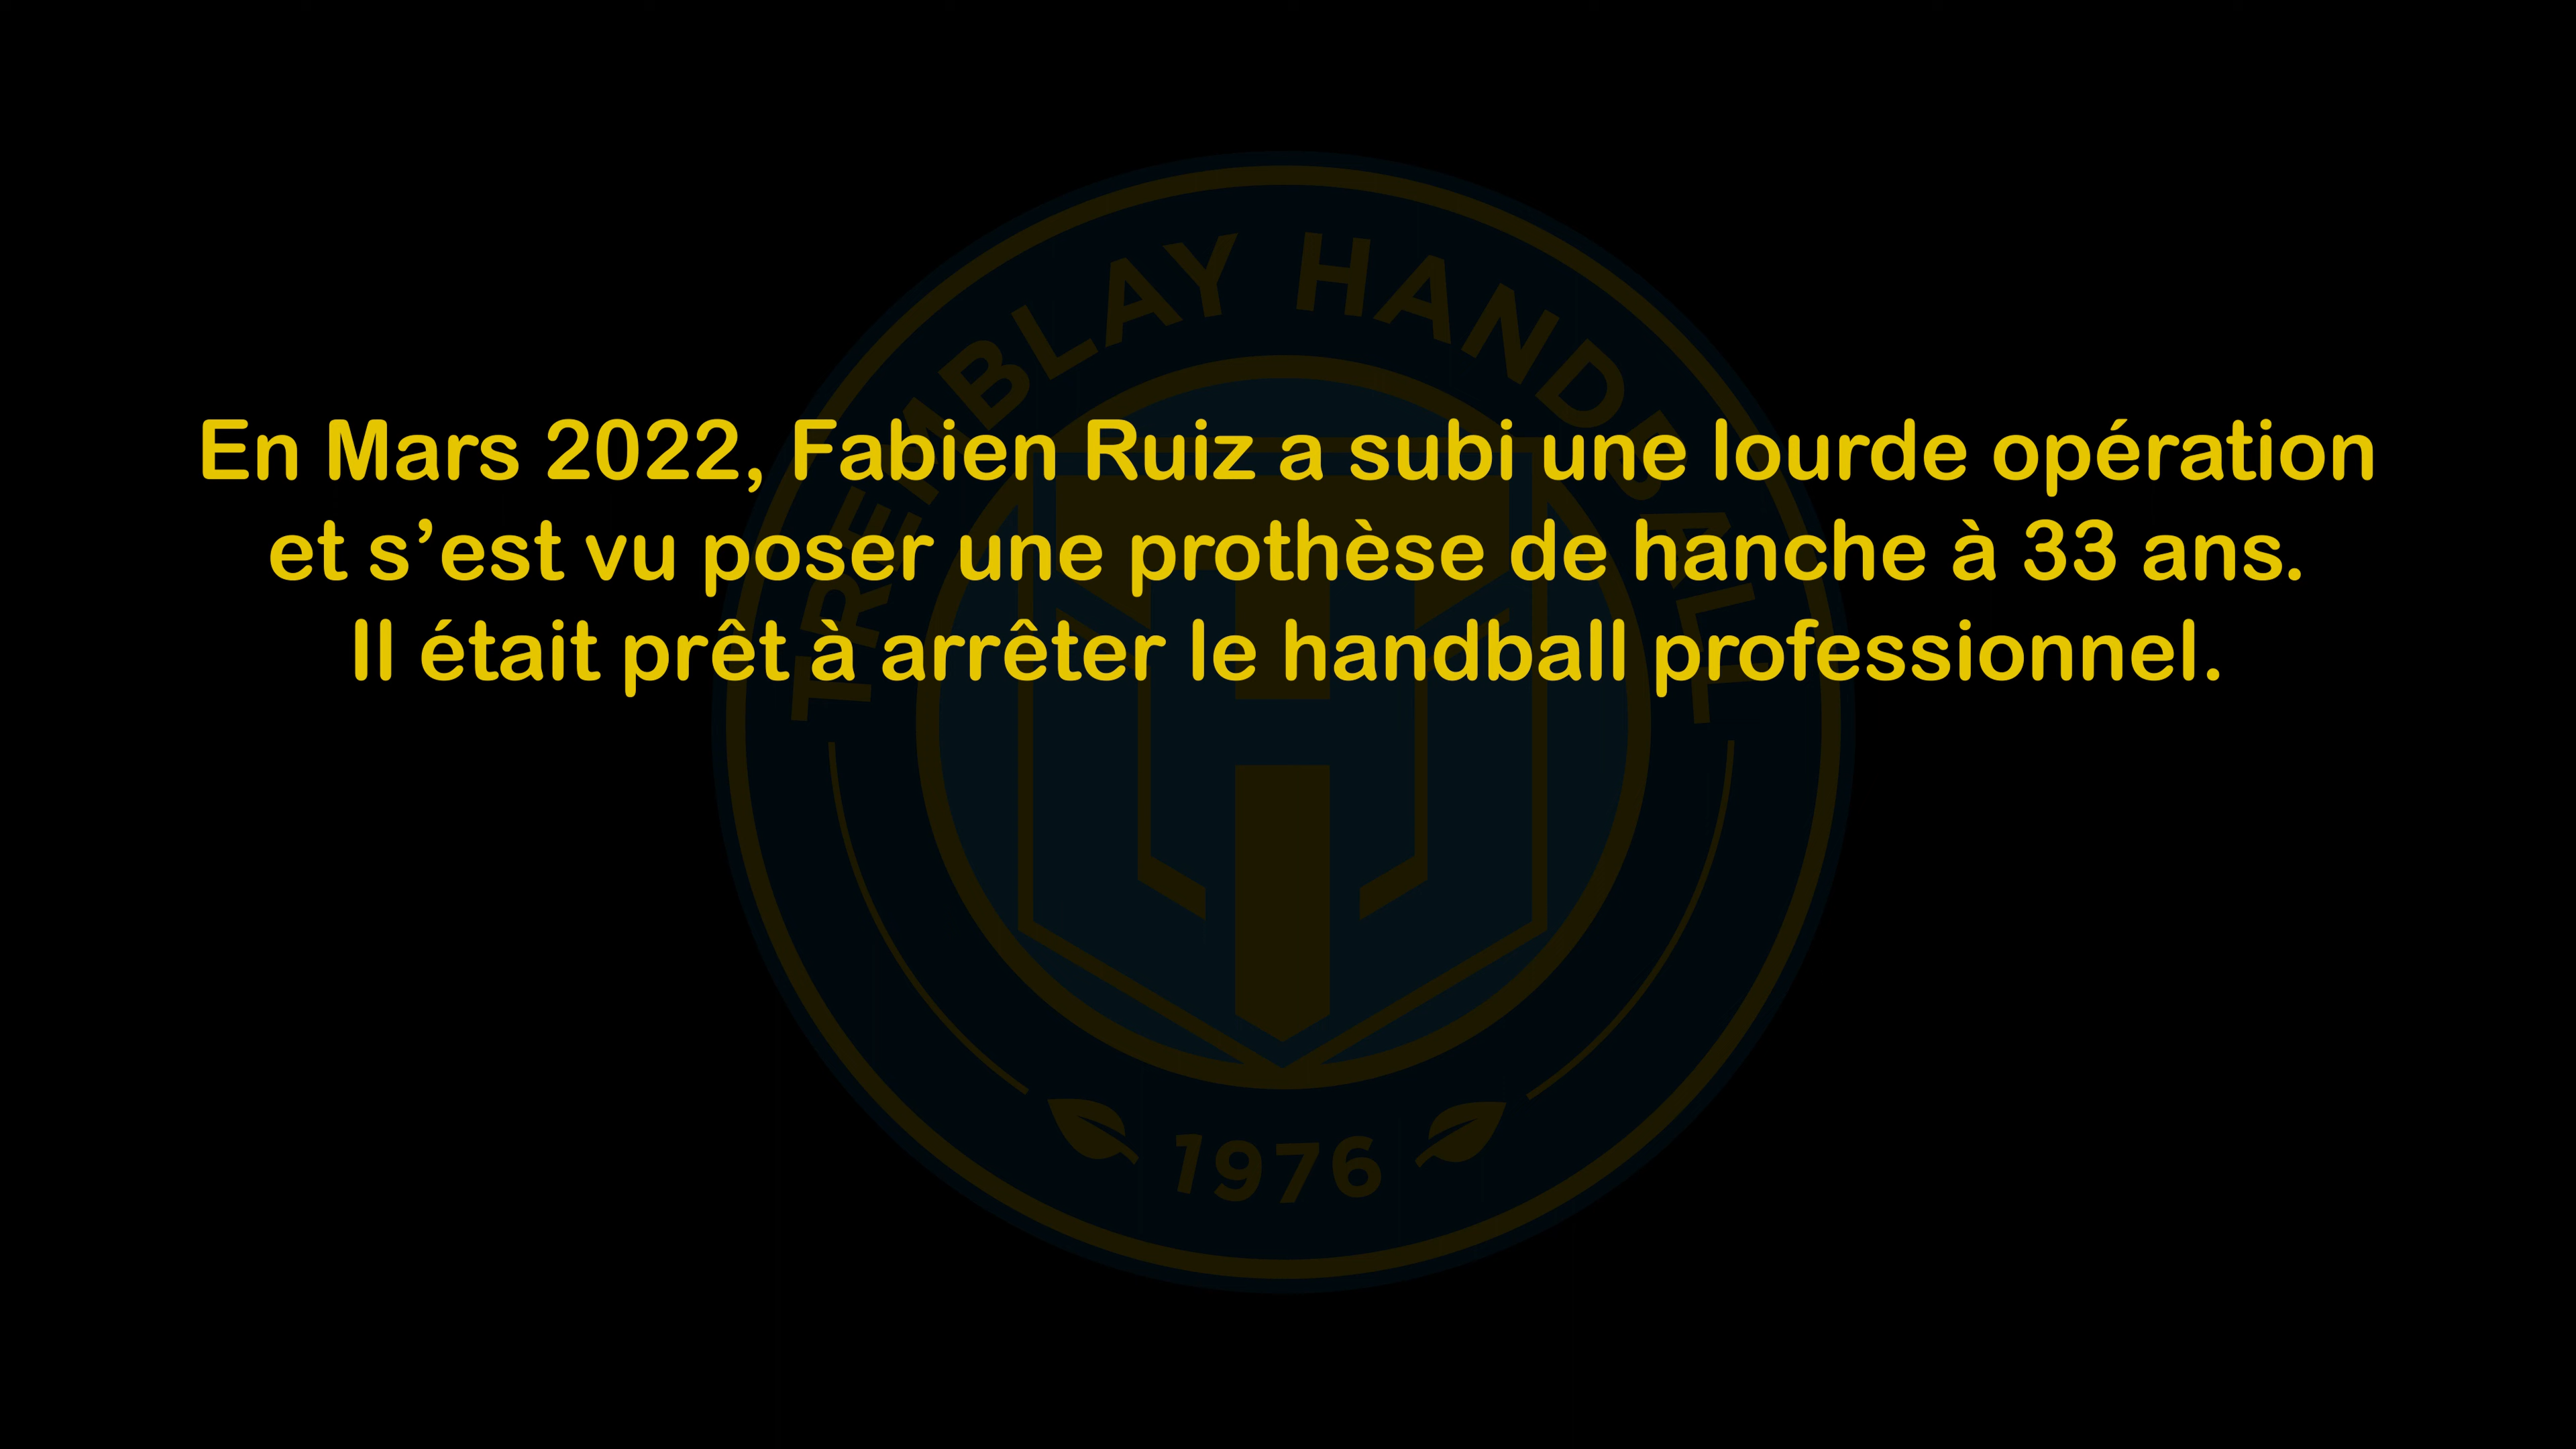 TREMBLAY HANDBALL
En Mars 2022, Fabien Ruiz a subi une lourde opération
et s’est vu poser une prothèse de hanche à 33 ans.
Il était prêt à arrêter le handball professionnel.
1976